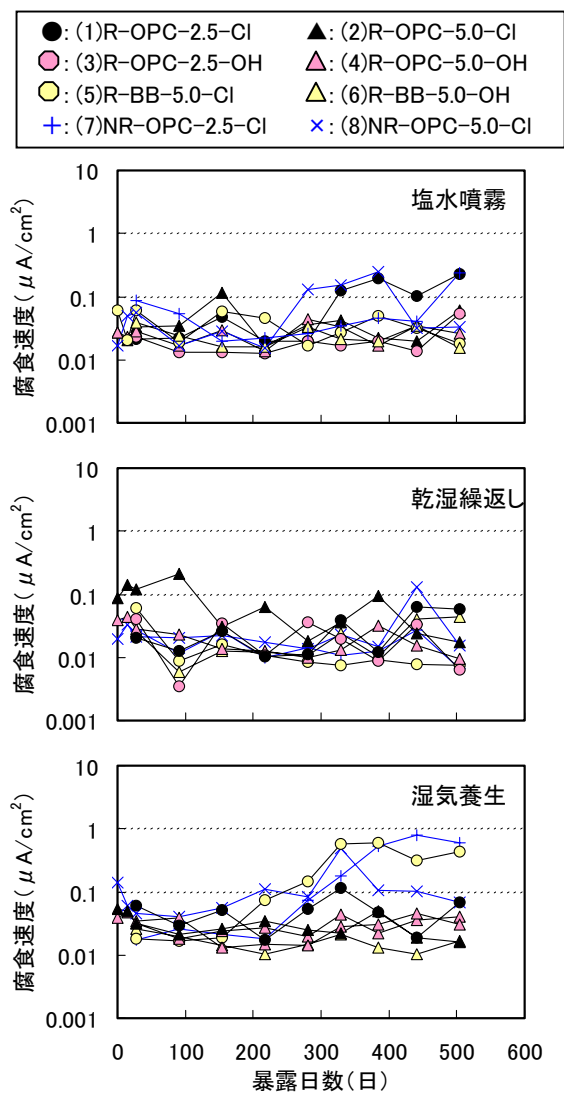 : (1)R-OPC-2.5-Cl : (2)R-OPC-5.0-Cl
: (3)R-OPC-2.5-OH : (4)R-OPC-5.0-OH
: (5)R-BB-5.0-Cl : (6)R-BB-5.0-OH
: (7)NR-OPC-2.5-Cl : (8)NR-OPC-5.0-Cl
10
塩水噴霧
1
0.1
0.01
0.001
腐食速度(μA/cm²)
10
乾湿繰返し
1
0.1
0.01
0.001
腐食速度(μA/cm²)
10
湿気養生
1
0.1
0.01
0.001
腐食速度(μA/cm²)
0 100 200 300 400 500 600
暴露日数(日)